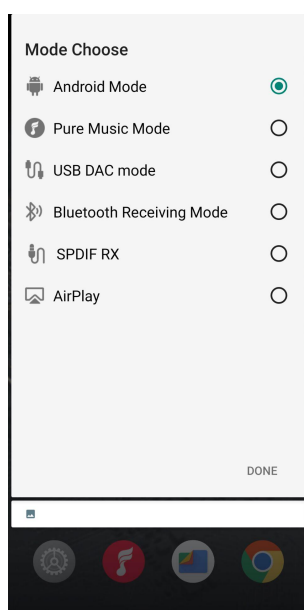 Mode Choose
Android Mode
Pure Music Mode
USB DAC mode
Bluetooth Receiving Mode
SPDIF RX
AirPlay
DONE